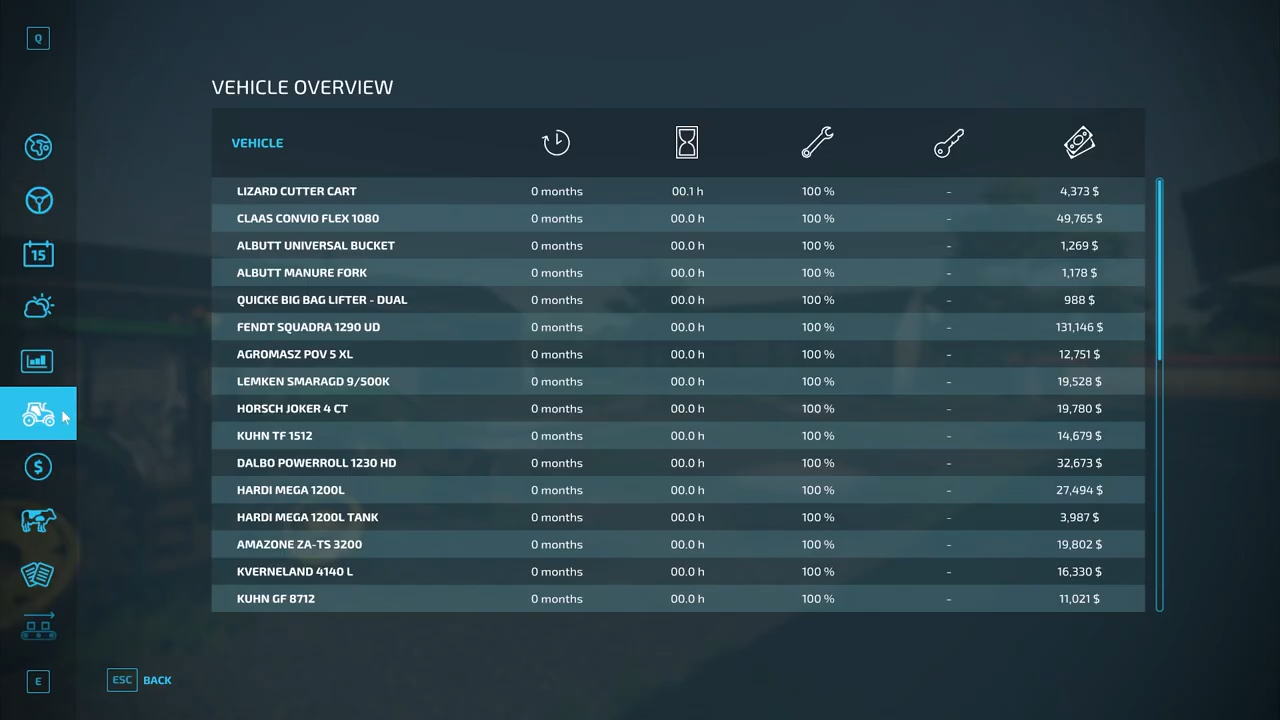 Q
VEHICLE OVERVIEW
VEHICLE
LIZARD CUTTER CART 0 months 00.1 h 100 % - 4,373 $
CLAAS CONVIO FLEX 1080 0 months 00.0 h 100 % - 49,765 $
ALBUTT UNIVERSAL BUCKET 0 months 00.0 h 100 % - 1,269 $
ALBUTT MANURE FORK 0 months 00.0 h 100 % - 1,178 $
QUICKE BIG BAG LIFTER - DUAL 0 months 00.0 h 100 % - 988 $
FENDT SQUADRA 1290 UD 0 months 00.0 h 100 % - 131,146 $
AGROMASZ POV 5 XL 0 months 00.0 h 100 % - 12,751 $
LEMKEN SMARAGD 9/500K 0 months 00.0 h 100 % - 19,528 $
HORSCH JOKER 4 CT 0 months 00.0 h 100 % - 19,780 $
KUHN TF 1512 0 months 00.0 h 100 % - 14,679 $
DALBO POWERROLL 1230 HD 0 months 00.0 h 100 % - 32,673 $
HARDI MEGA 1200L 0 months 00.0 h 100 % - 27,494 $
HARDI MEGA 1200L TANK 0 months 00.0 h 100 % - 3,987 $
AMAZONE ZA-TS 3200 0 months 00.0 h 100 % - 19,802 $
KVERNELAND 4140 L 0 months 00.0 h 100 % - 16,330 $
KUHN GF 8712 0 months 00.0 h 100 % - 11,021 $
15
$
E
ESC BACK